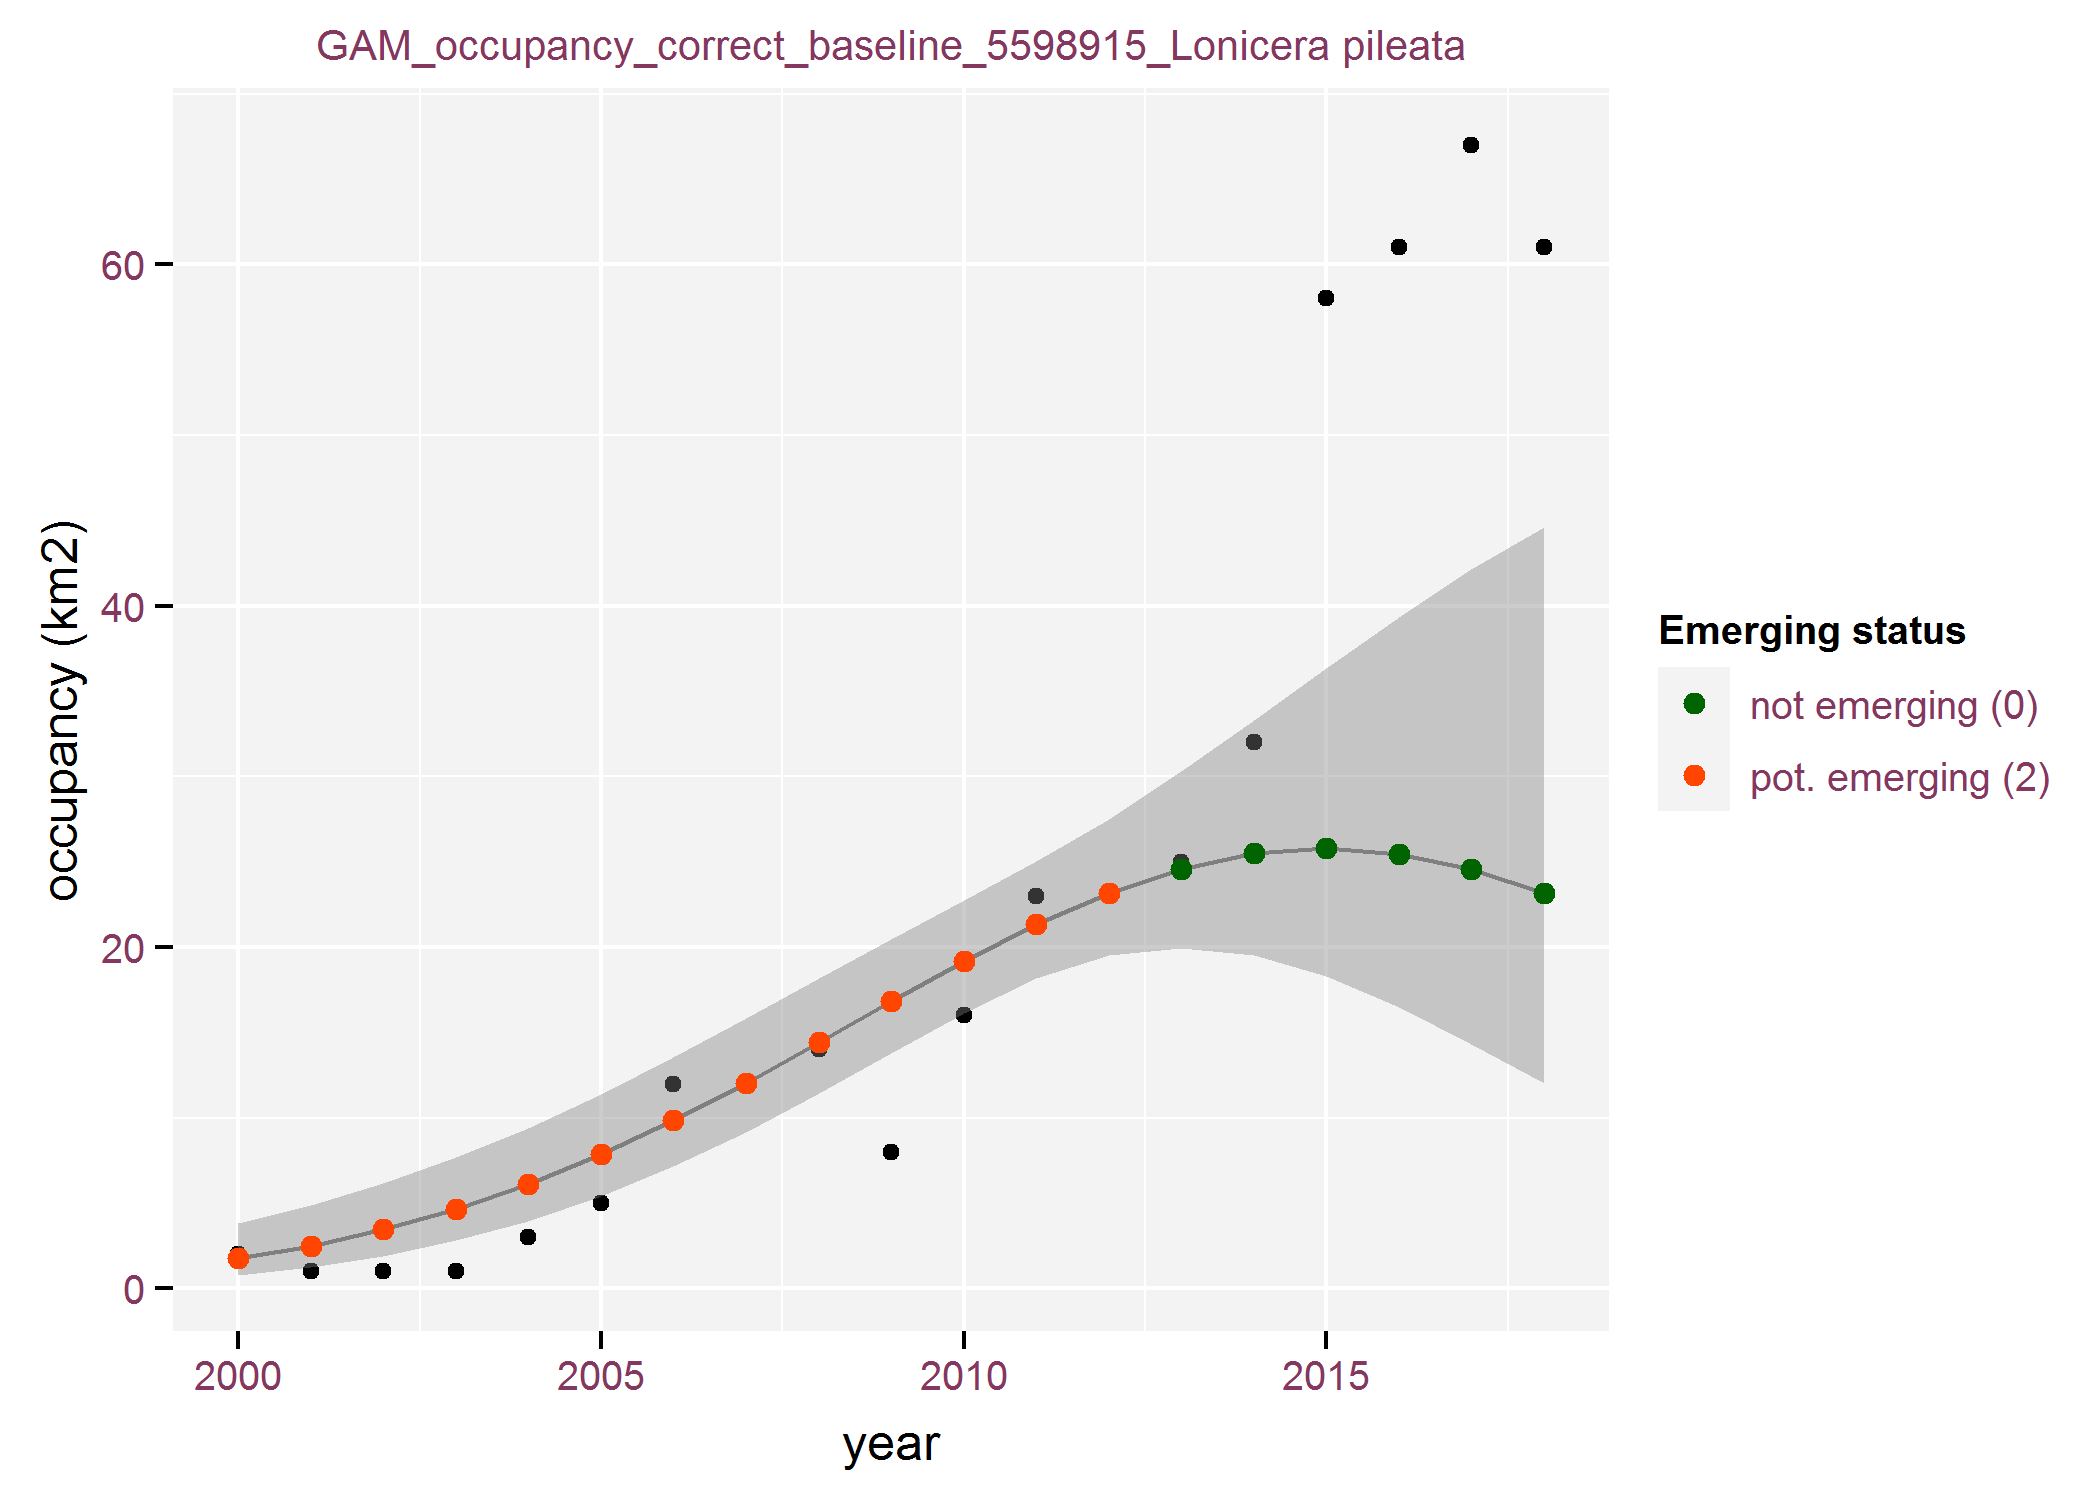 GAM_occupancy_correct_baseline_5598915_Lonicera pileata
occupancy (km2)
60
40
20
0
2000 2005 2010 2015
year
Emerging status
not emerging (0)
pot. emerging (2)